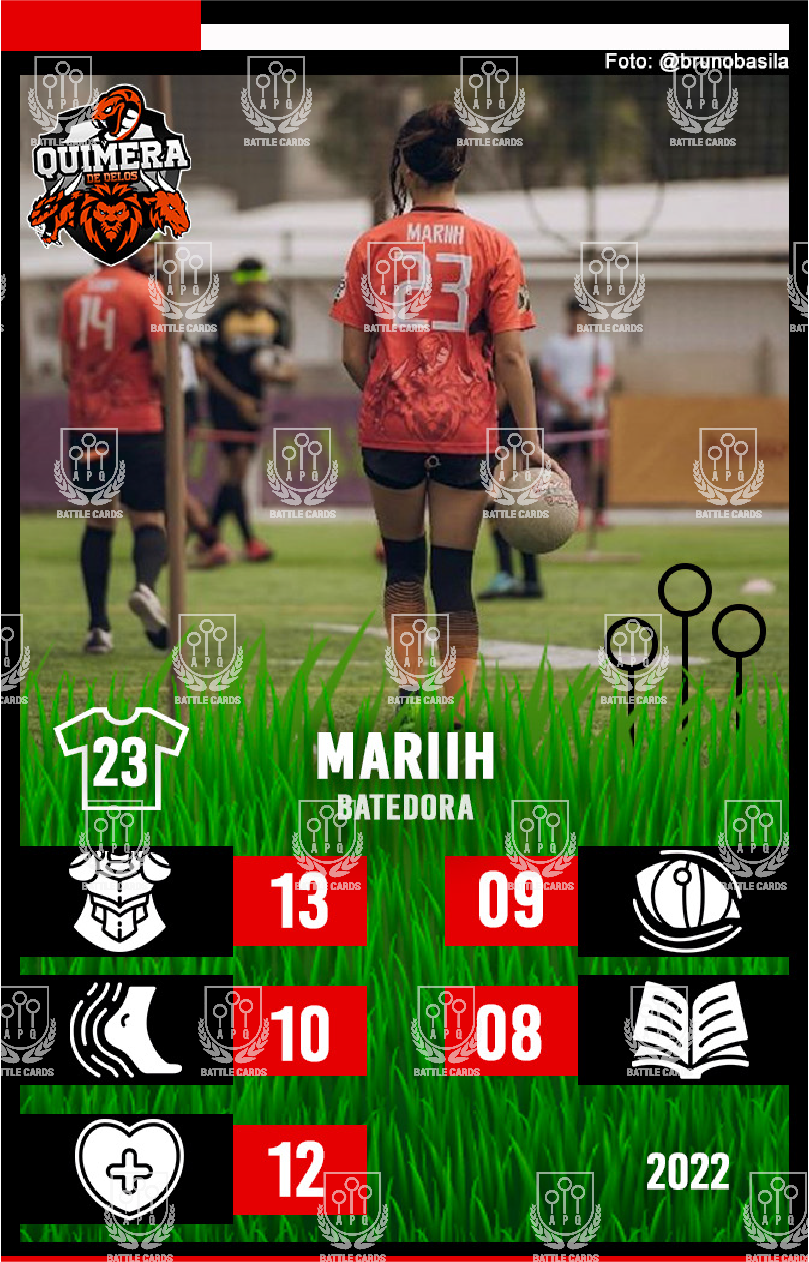 Foto: @brunobasila
QUIMERA
DE DELOS
MARIIH
23
14
23
MARIIH
BATEDORA
13
09
10
08
12
2022
APQ
BATTLE CARDS